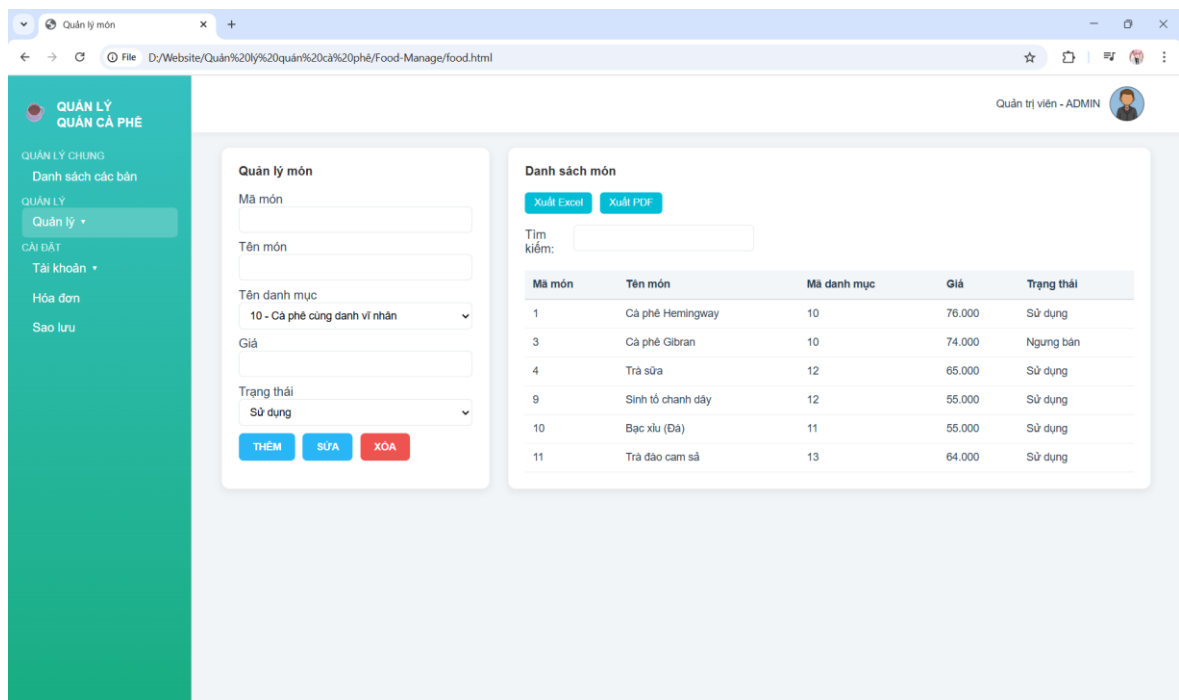 Quản lý món
File D:/Website/Quản%20lý%20quán%20cà%20phê/Food-Manage/food.html
QUẢN LÝ
QUÁN CÀ PHÊ
Quản trị viên - ADMIN
QUẢN LÝ CHUNG
Danh sách các bàn
QUẢN LÝ
Quản lý
CÀI ĐẶT
Tài khoản
Hóa đơn
Sao lưu
Quản lý món
Mã món
Tên món
Tên danh mục
10 - Cà phê cùng danh vĩ nhân
Giá
Trạng thái
Sử dụng
THÊM SỬA XÓA
Danh sách món
Xuất Excel Xuất PDF
Tìm
kiếm:
Mã món Tên món Mã danh mục Giá Trạng thái
1 Cà phê Hemingway 10 76.000 Sử dụng
3 Cà phê Gibran 10 74.000 Ngưng bán
4 Trà sữa 12 65.000 Sử dụng
9 Sinh tố chanh dây 12 55.000 Sử dụng
10 Bạc xỉu (Đá) 11 55.000 Sử dụng
11 Trà đào cam sả 13 64.000 Sử dụng